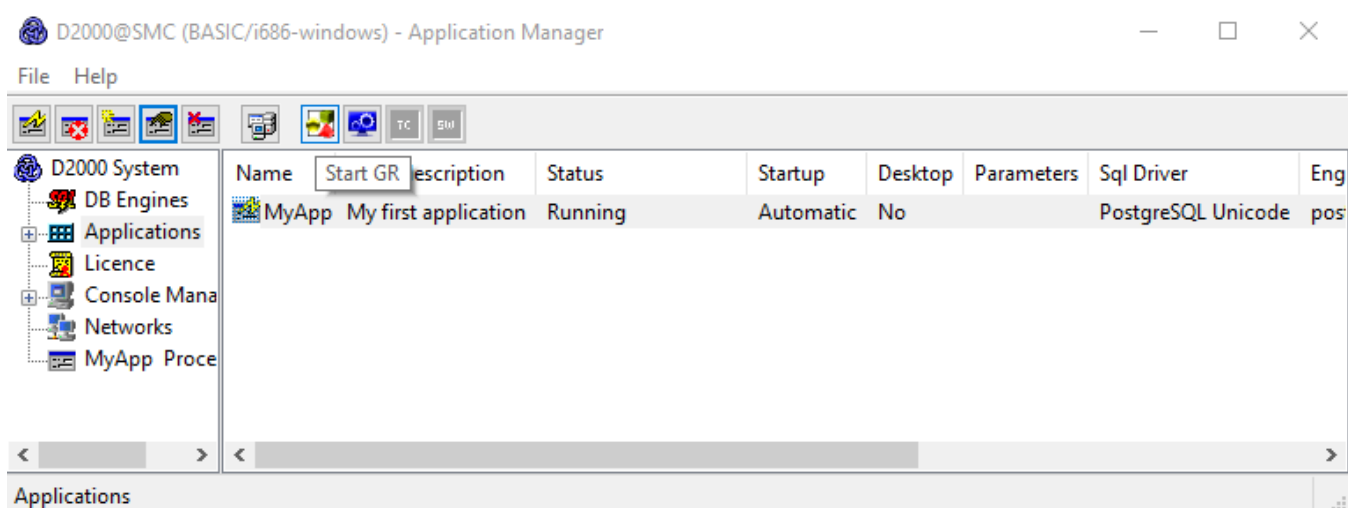 D2000@SMC (BASIC/i686-windows) - Application Manager
File Help
TC SW
D2000 System
DB Engines
Applications
Licence
Console Mana
Networks
MyApp Proce
Name Start GR escription Status Startup Desktop Parameters Sql Driver Eng
MyApp My first application Running Automatic No PostgreSQL Unicode pos
Applications